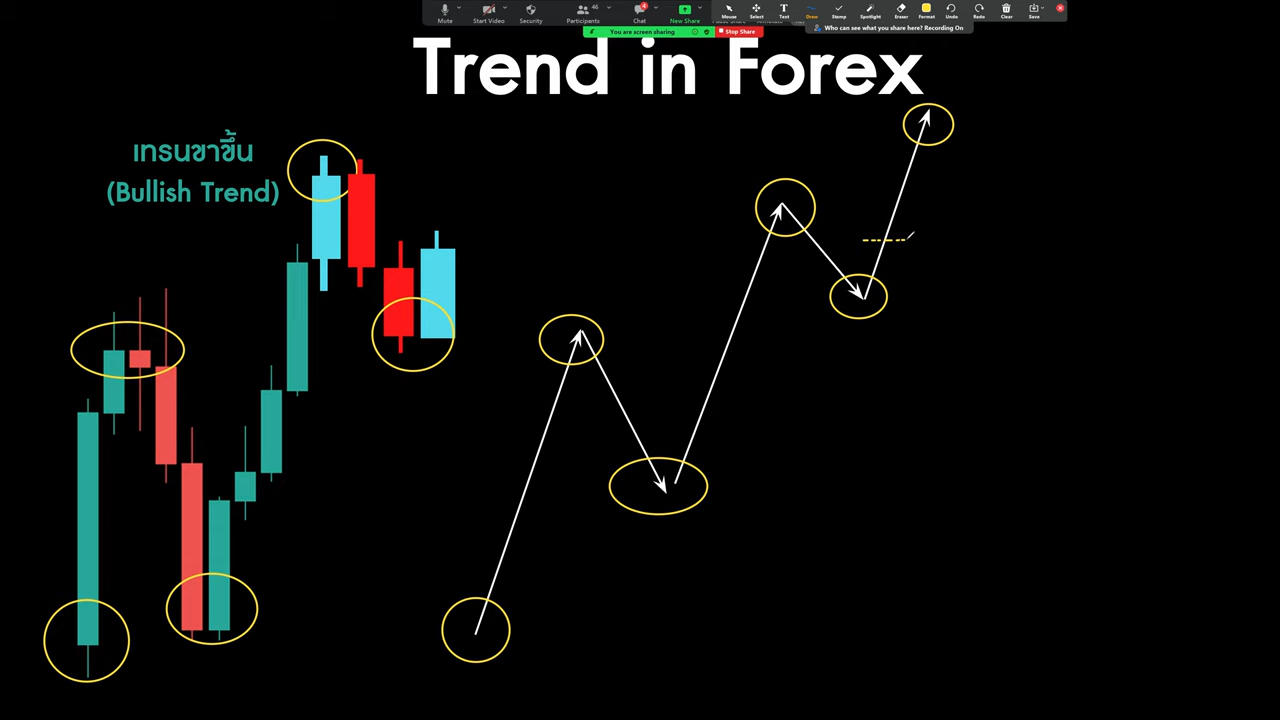 46
4
Mute
Start Video
Security
Participants
Chat
New Share
Mouse
Select
Text
Draw
Stamp
Spotlight
Eraser
Format
Undo
Redo
Clear
Save
You are screen sharing
Stop Share
Who can see what you share here? Recording On
Trend in Forex
เทรนขาขึ้น
(Bullish Trend)